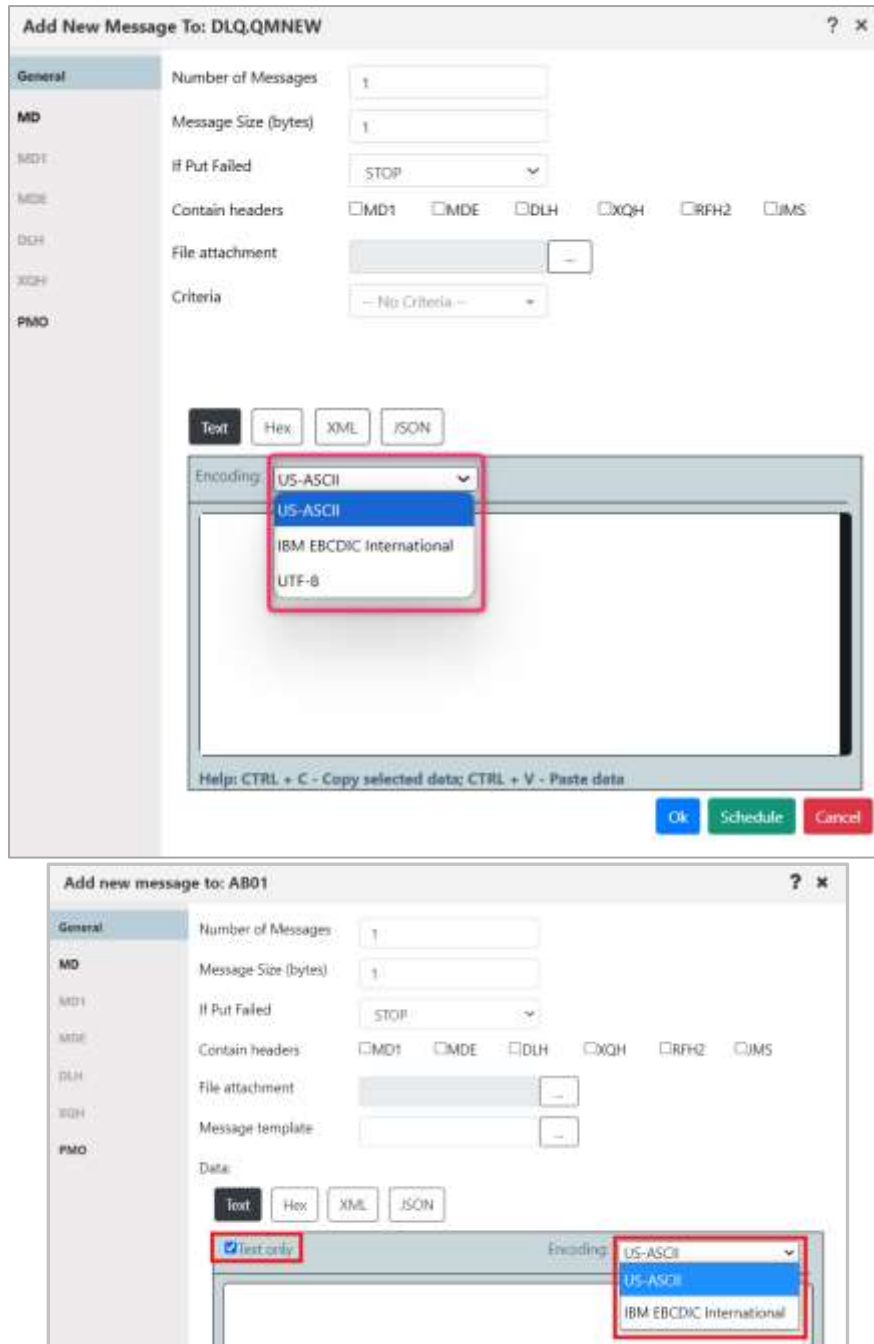 Add New Message To: DLQ.QMNEW ? ×
General
Number of Messages 1
MD
Message Size (bytes) 1
MD1
If Put Failed STOP
MDE
Contain headers MD1 MDE DLH XQH RFH2 JMS
DLH
File attachment ...
XQH
Criteria -- No Criteria --
PMO
Text Hex XML JSON
Encoding: US-ASCII
US-ASCII
IBM EBCDIC International
UTF-8
Help: CTRL + C - Copy selected data; CTRL + V - Paste data
Ok Schedule Cancel
Add new message to: AB01 ? ×
General
Number of Messages 1
MD
Message Size (bytes) 1
MD1
If Put Failed STOP
MDE
Contain headers MD1 MDE DLH XQH RFH2 JMS
DLH
File attachment ...
XQH
Message template ...
PMO
Data:
Text Hex XML JSON
Text only Encoding: US-ASCII
US-ASCII
IBM EBCDIC International